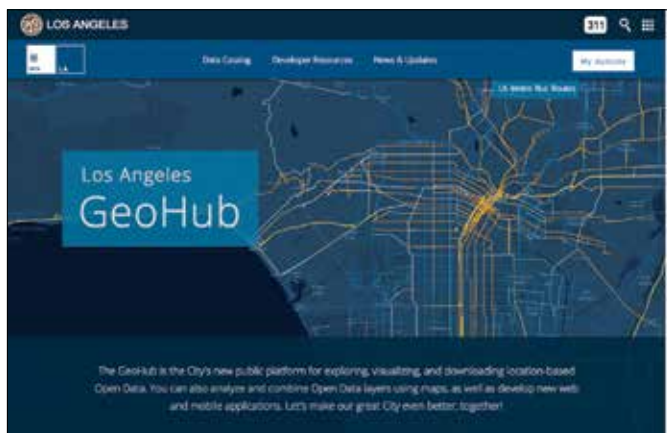 LOS ANGELES
311
Data Catalog Developer Resources News & Updates
My Activity
LA Metro Bus Routes
Los Angeles
GeoHub
The GeoHub is the City's new public platform for exploring, visualizing, and downloading location-based
Open Data. You can also analyze and combine Open Data layers using maps, as well as develop new web
and mobile applications. Let's make our great City even better, together!